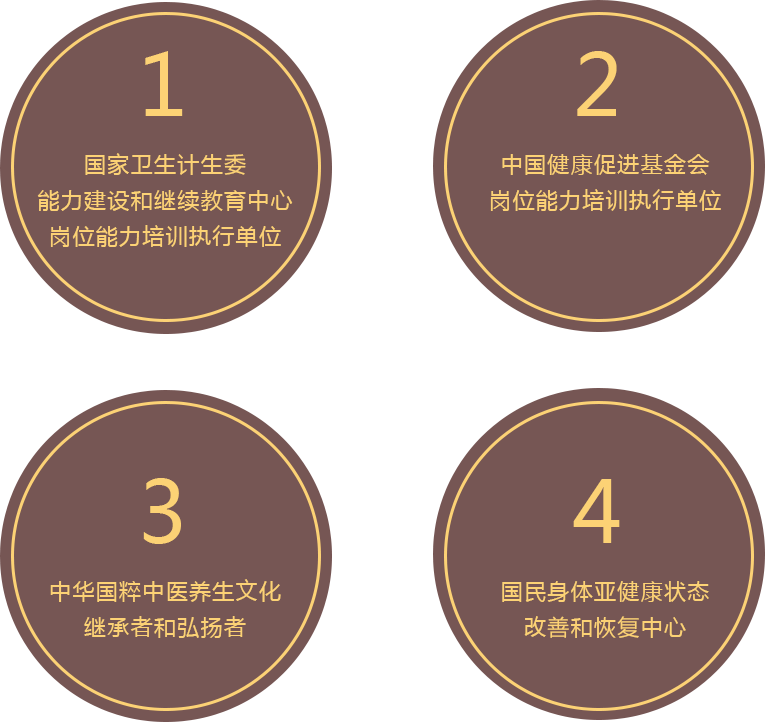 1
国家卫生计生委
能力建设和继续教育中心
岗位能力培训执行单位
2
中国健康促进基金会
岗位能力培训执行单位
3
中华国粹中医养生文化
继承者和弘扬者
4
国民身体亚健康状态
改善和恢复中心